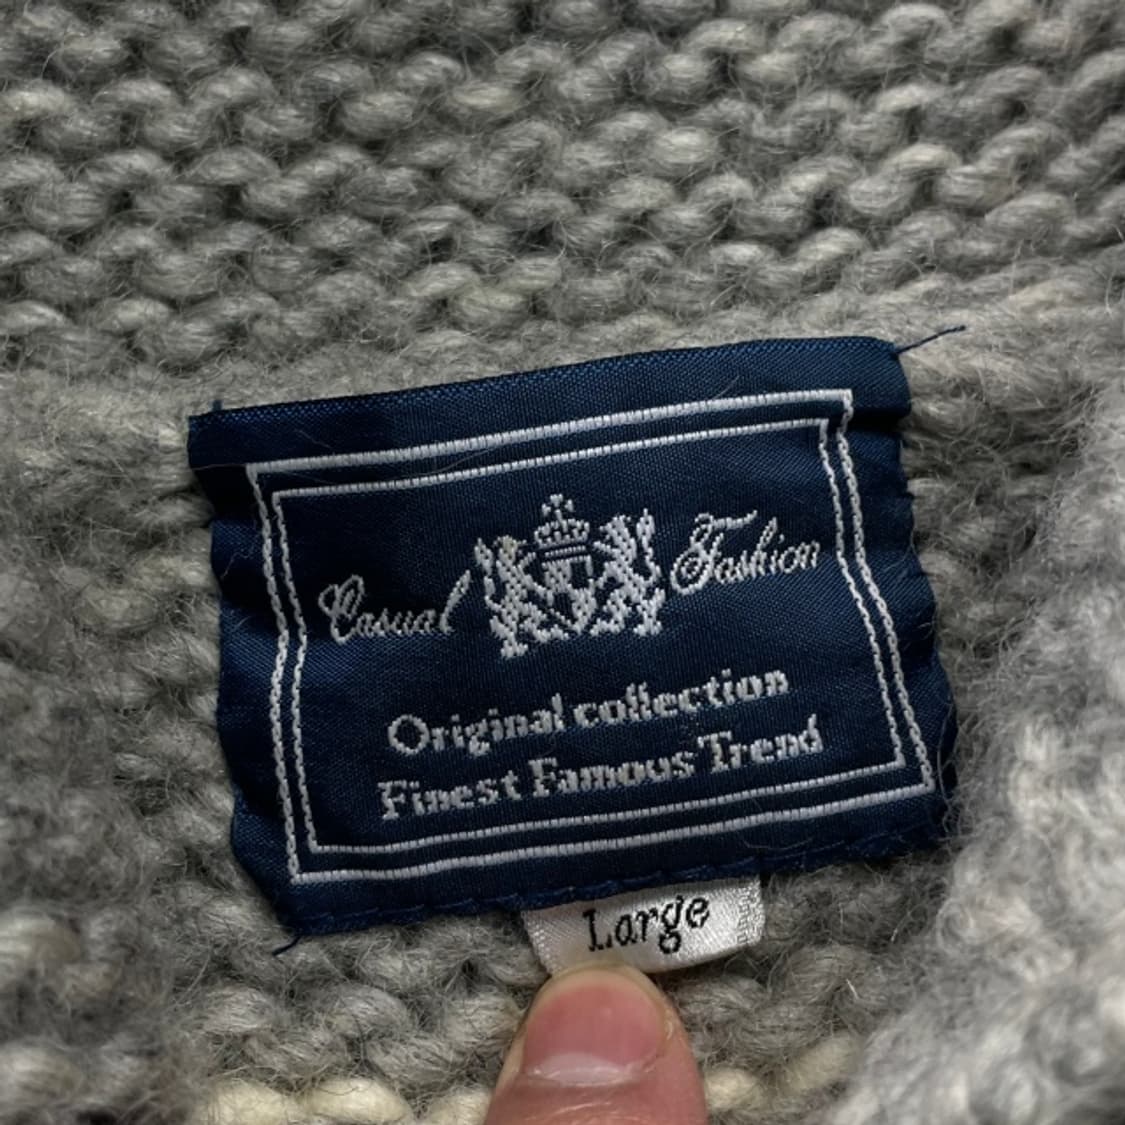 Casual Fashion
Original collection
Finest Famous Trend
Large